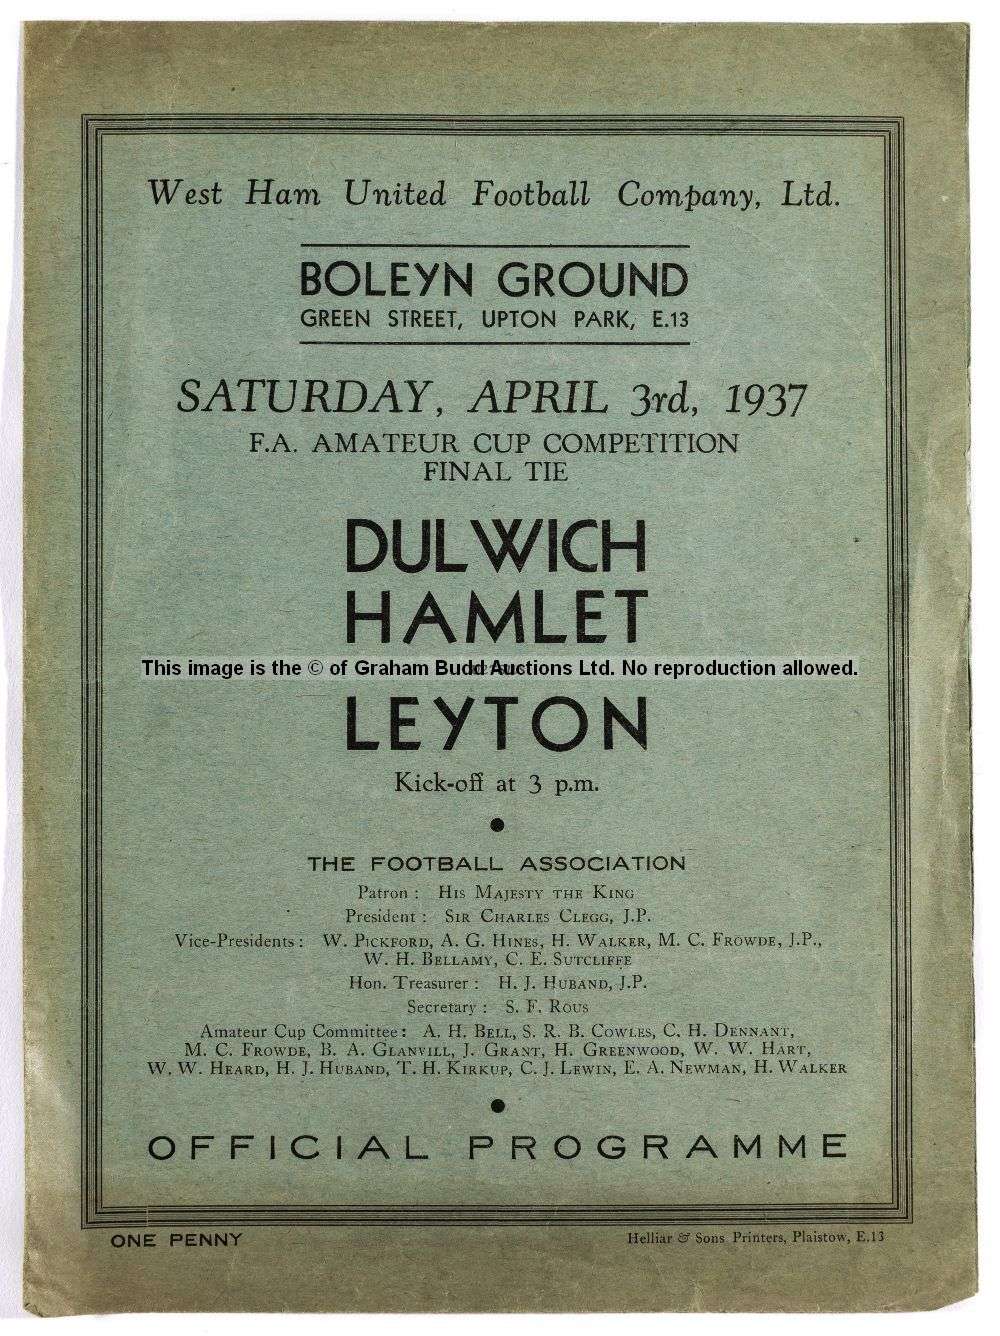 West Ham United Football Company, Ltd.
BOLEYN GROUND
GREEN STREET, UPTON PARK, E.13
SATURDAY, APRIL 3rd, 1937
F.A. AMATEUR CUP COMPETITION
FINAL TIE
DULWICH
HAMLET
This image is the © of Graham Budd Auctions Ltd. No reproduction allowed.
LEYTON
Kick-off at 3 p.m.
THE FOOTBALL ASSOCIATION
Patron : HIS MAJESTY THE KING
President : SIR CHARLES CLEGG, J.P.
Vice-Presidents : W. PICKFORD, A. G. HINES, H. WALKER, M. C. FROWDE, J.P.,
W. H. BELLAMY, C. E. SUTCLIFFE
Hon. Treasurer : H. J. HUBAND, J.P.
Secretary : S. F. ROUS
Amateur Cup Committee : A. H. BELL, S. R. B. COWLES, C. H. DENNANT,
M. C. FROWDE, B. A. GLANVILL, J. GRANT, H. GREENWOOD, W. W. HART,
W. W. HEARD, H. J. HUBAND, T. H. KIRKUP, C. J. LEWIN, E. A. NEWMAN, H. WALKER
OFFICIAL PROGRAMME
ONE PENNY
Helliar & Sons Printers, Plaistow, E.13